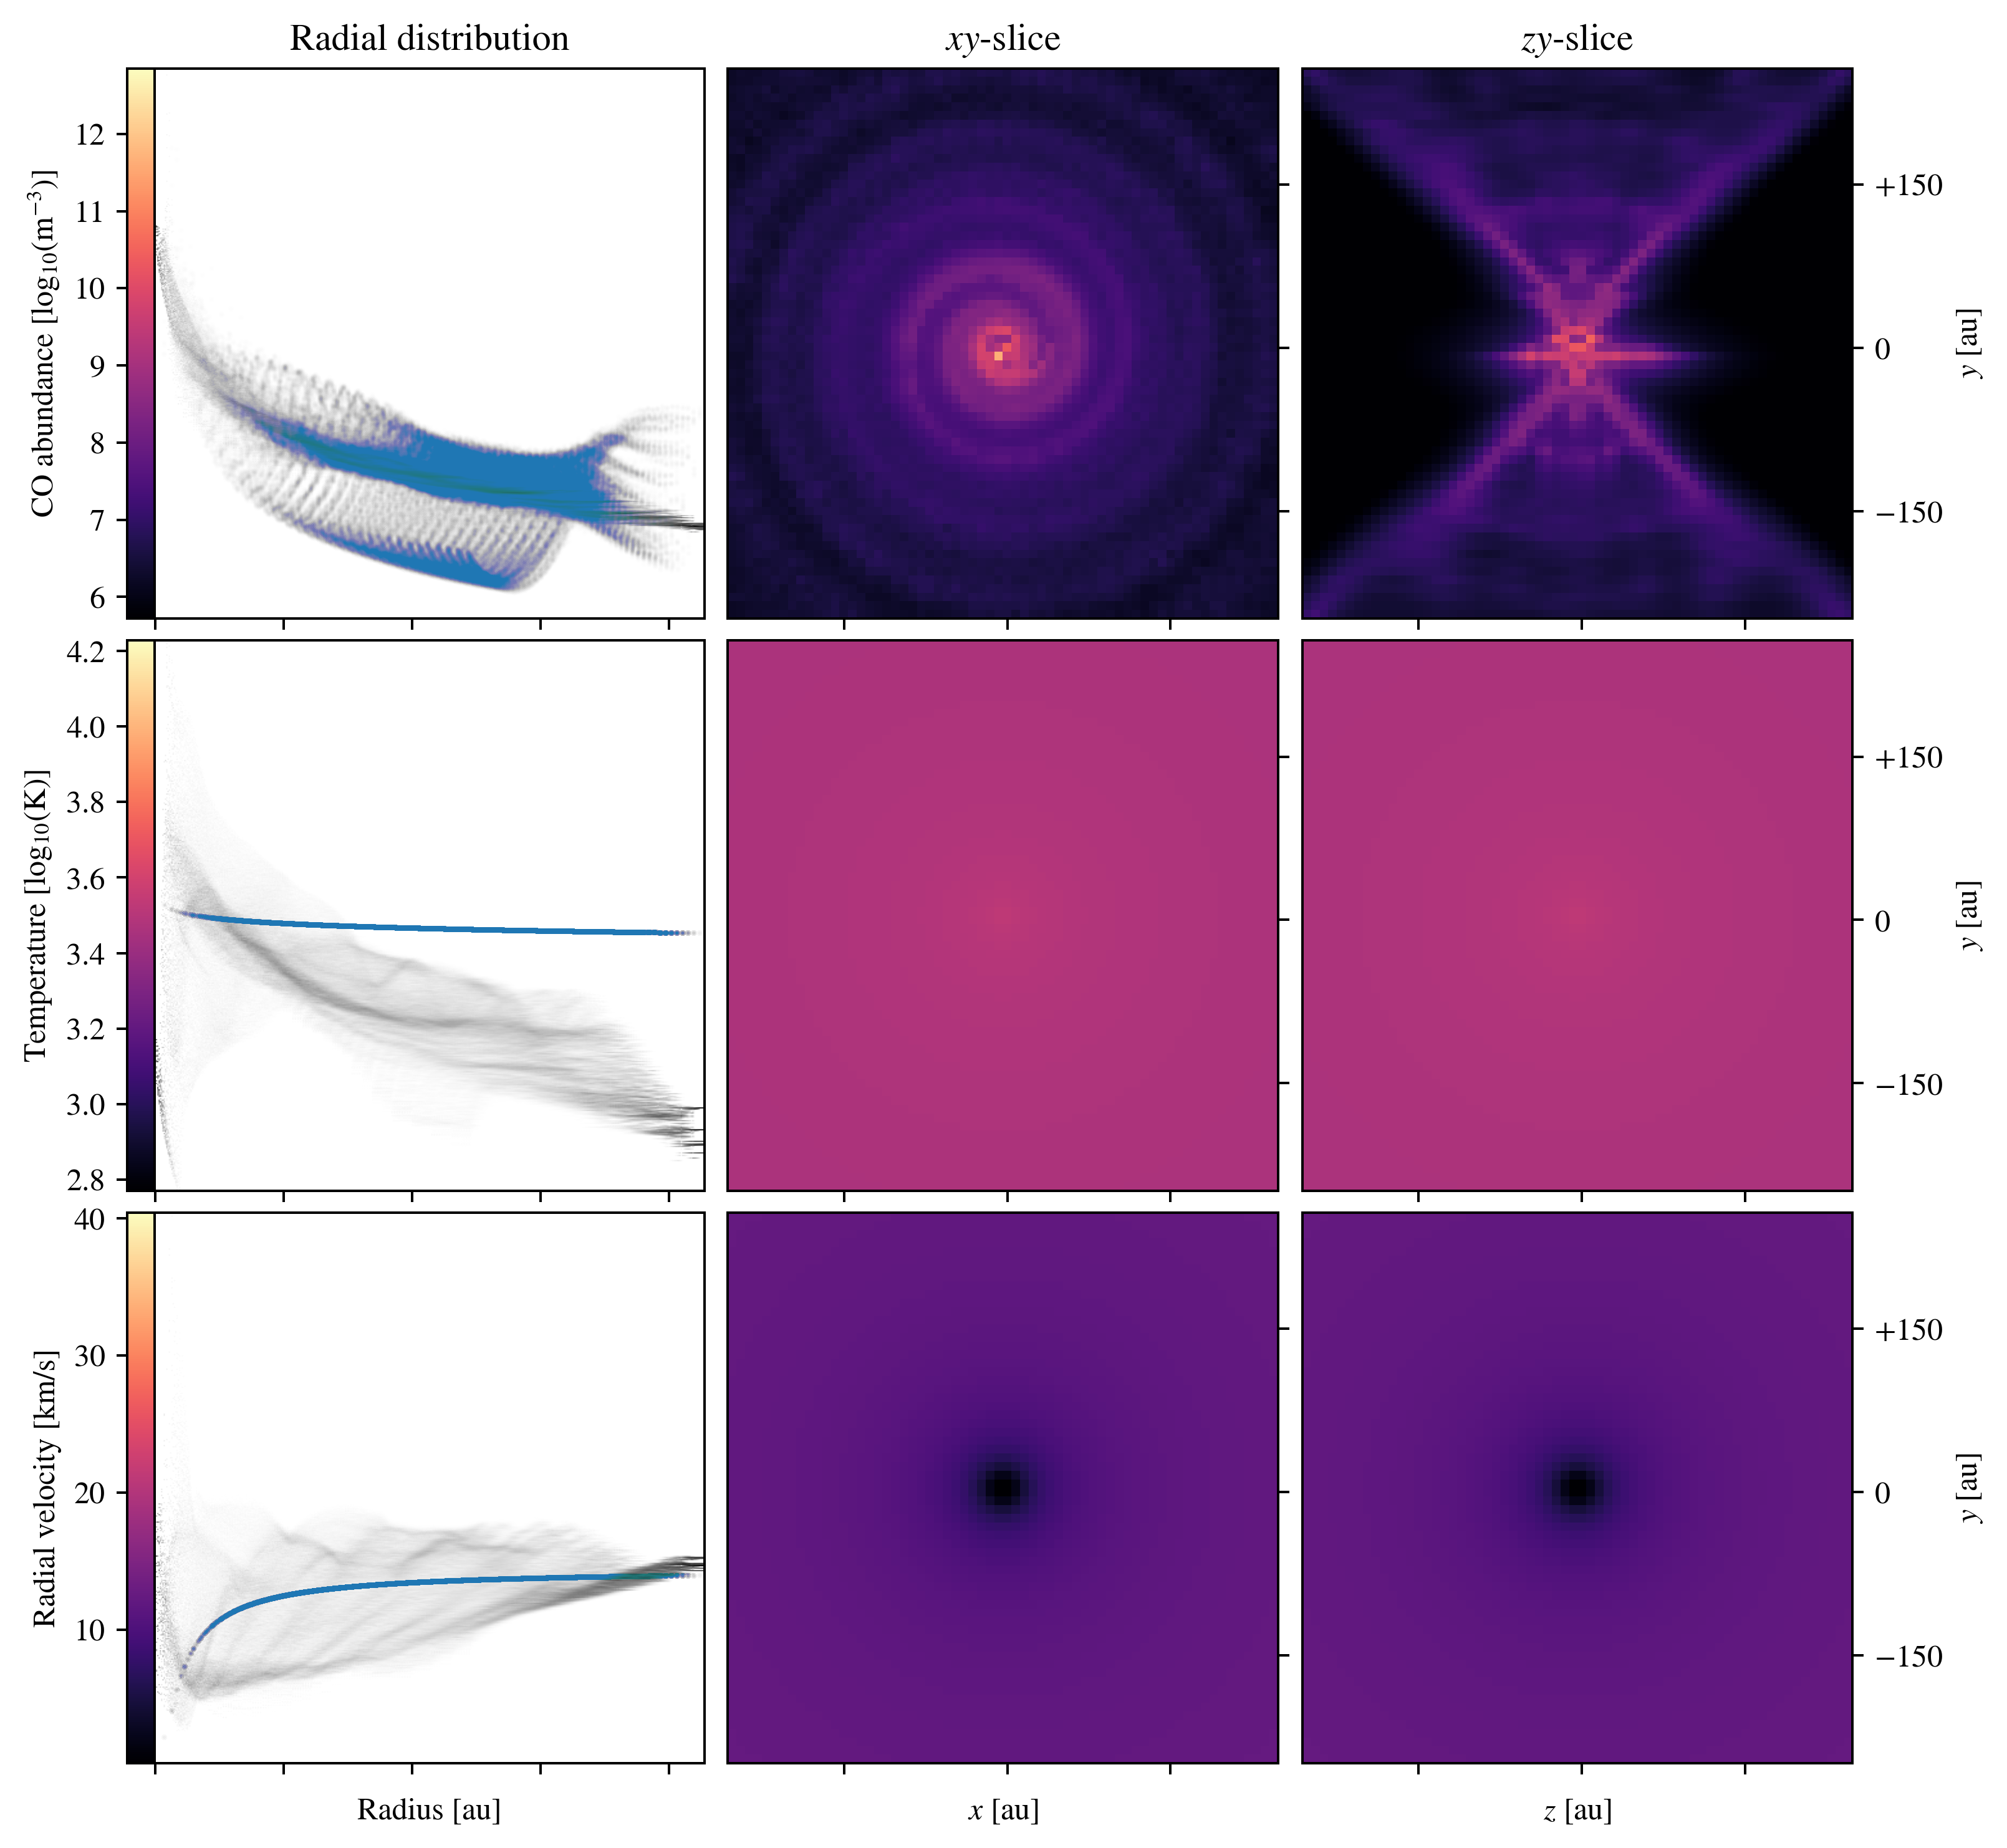 Radial distribution
xy-slice
zy-slice
CO abundance [log₁₀(m⁻³)]
12
11
10
9
8
7
6
+150
0
−150
y [au]
Temperature [log₁₀(K)]
4.2
4.0
3.8
3.6
3.4
3.2
3.0
2.8
+150
0
−150
y [au]
Radial velocity [km/s]
40
30
20
10
+150
0
−150
y [au]
Radius [au]
x [au]
z [au]